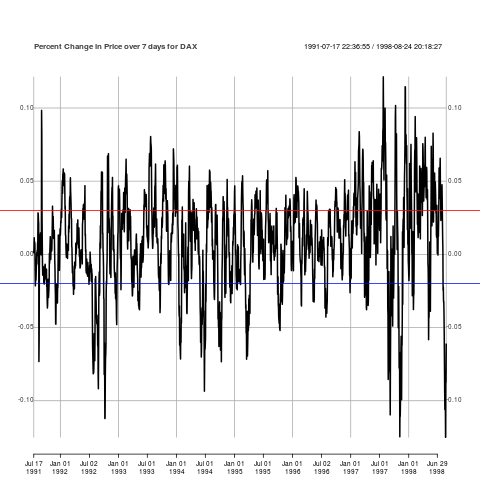 Percent Change In Price over 7 days for DAX 1991-07-17 22:36:55 / 1998-08-24 20:18:27
0.10 0.10
0.05 0.05
0.00 0.00
-0.05 -0.05
-0.10 -0.10
Jul 17 Jan 01 Jul 02 Jan 01 Jan 01 Jul 01 Jan 01 Jul 01 Jan 01 Jul 01 Jan 01 Jul 01 Jan 01 Jul 01 Jan 01 Jun 29
1991 1992 1992 1993 1993 1993 1994 1994 1995 1995 1996 1996 1997 1997 1998 1998